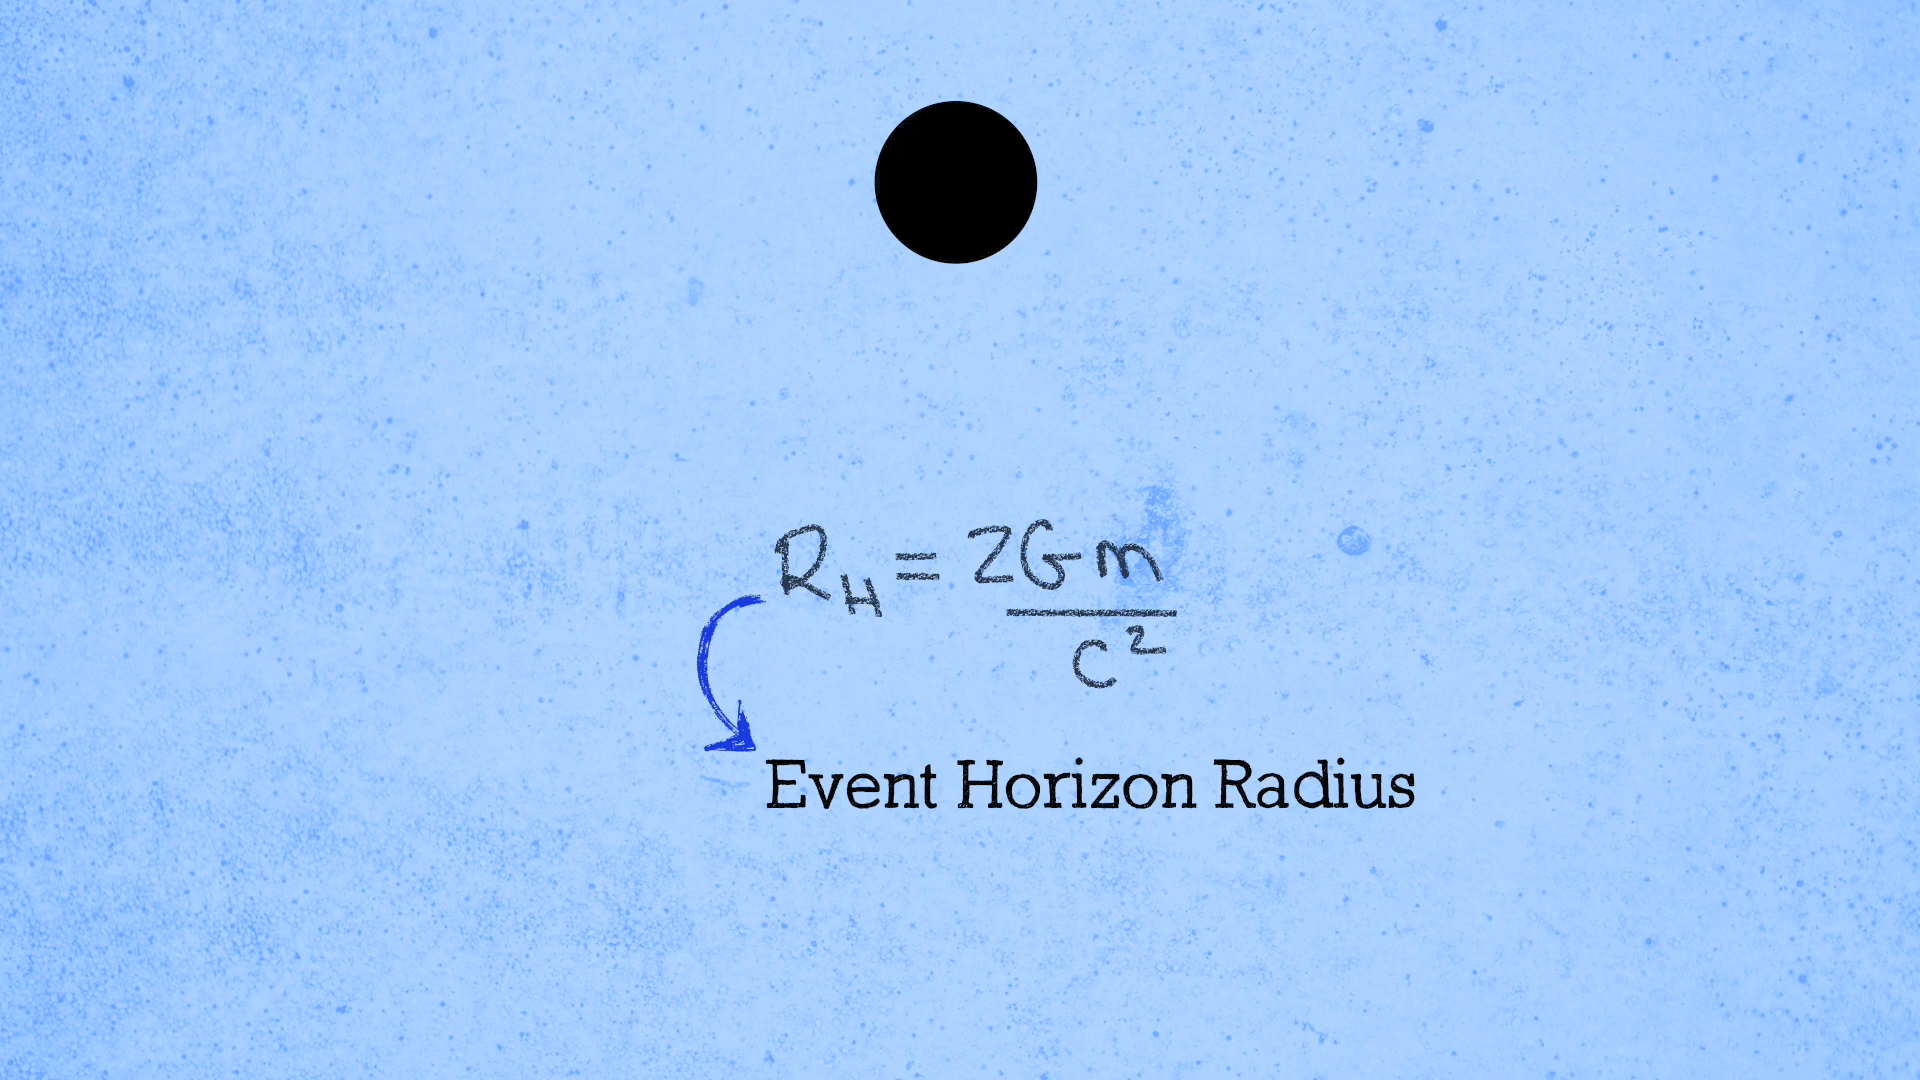 R_H = 2Gm / c²
Event Horizon Radius